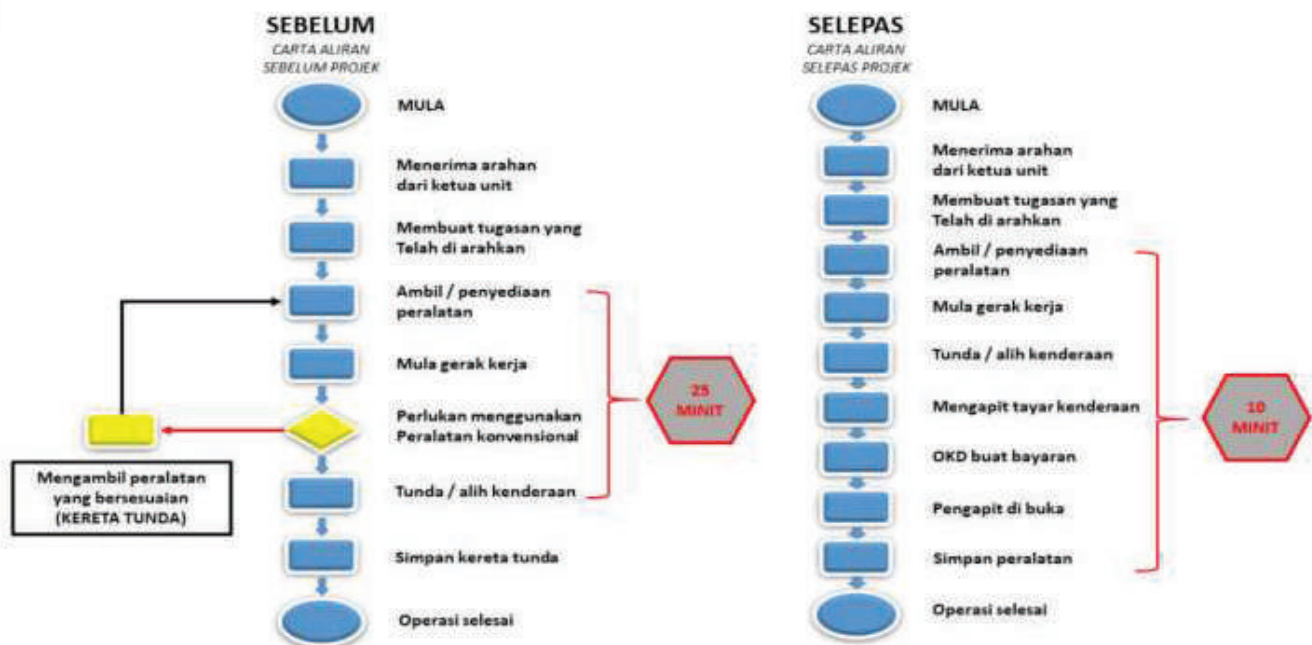 SEBELUM
CARTA ALIRAN
SEBELUM PROJEK
MULA
Menerima arahan
dari ketua unit
Membuat tugasan yang
Telah di arahkan
Ambil / penyediaan
peralatan
Mula gerak kerja
Perlukan menggunakan
Peralatan konvensional
Mengambil peralatan
yang bersesuaian
(KERETA TUNDA)
Tunda / alih kenderaan
Simpan kereta tunda
Operasi selesai
25
MINIT
SELEPAS
CARTA ALIRAN
SELEPAS PROJEK
MULA
Menerima arahan
dari ketua unit
Membuat tugasan yang
Telah di arahkan
Ambil / penyediaan
peralatan
Mula gerak kerja
Tunda / alih kenderaan
Mengapit tayar kenderaan
OKD buat bayaran
Pengapit di buka
Simpan peralatan
Operasi selesai
10
MINIT